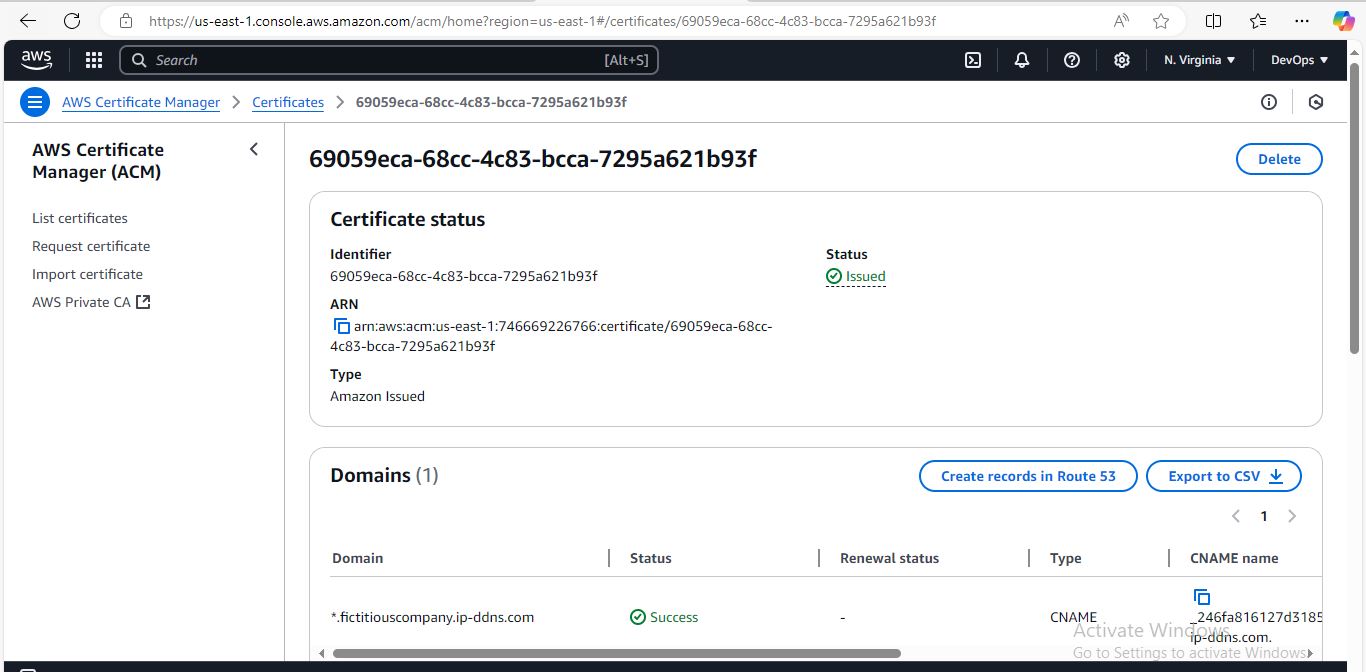 https://us-east-1.console.aws.amazon.com/acm/home?region=us-east-1#/certificates/69059eca-68cc-4c83-bcca-7295a621b93f
aws
Search
[Alt+S]
N. Virginia
DevOps
AWS Certificate Manager
Certificates
69059eca-68cc-4c83-bcca-7295a621b93f
AWS Certificate
Manager (ACM)
List certificates
Request certificate
Import certificate
AWS Private CA
69059eca-68cc-4c83-bcca-7295a621b93f
Delete
Certificate status
Identifier
69059eca-68cc-4c83-bcca-7295a621b93f
Status
Issued
ARN
arn:aws:acm:us-east-1:746669226766:certificate/69059eca-68cc-
4c83-bcca-7295a621b93f
Type
Amazon Issued
Domains (1)
Create records in Route 53
Export to CSV
1
Domain
Status
Renewal status
Type
CNAME name
*.fictitiouscompany.ip-ddns.com
Success
-
CNAME
_246fa816127d3185
ip-ddns.com.
Activate Windows
Go to Settings to activate Windows.